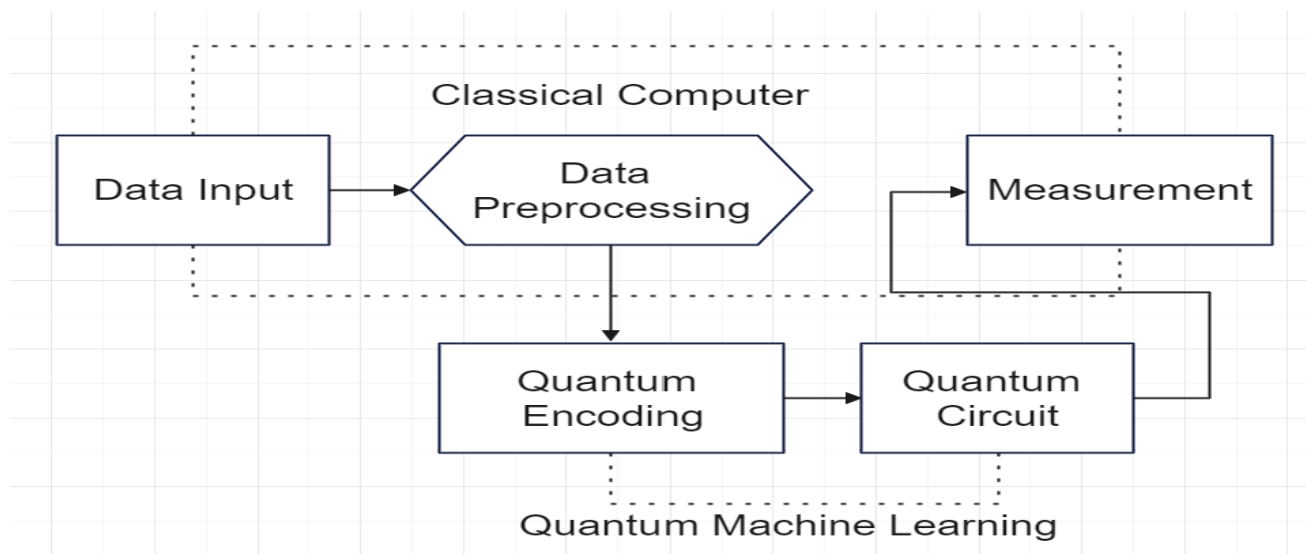 Classical Computer
Data Input
Data
Preprocessing
Measurement
Quantum
Encoding
Quantum
Circuit
Quantum Machine Learning